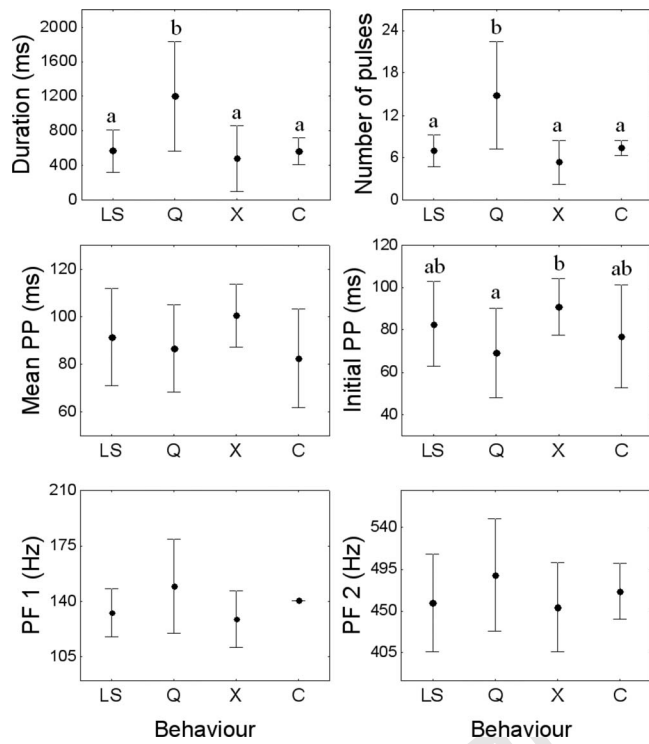 Duration (ms)
2000
1600
1200
800
400
0
a
b
a
a
LS
Q
X
C
Number of pulses
24
18
12
6
0
a
b
a
a
LS
Q
X
C
Mean PP (ms)
120
100
80
60
LS
Q
X
C
Initial PP (ms)
120
100
80
60
40
ab
a
b
ab
LS
Q
X
C
PF 1 (Hz)
210
175
140
105
LS
Q
X
C
Behaviour
PF 2 (Hz)
540
495
450
405
LS
Q
X
C
Behaviour